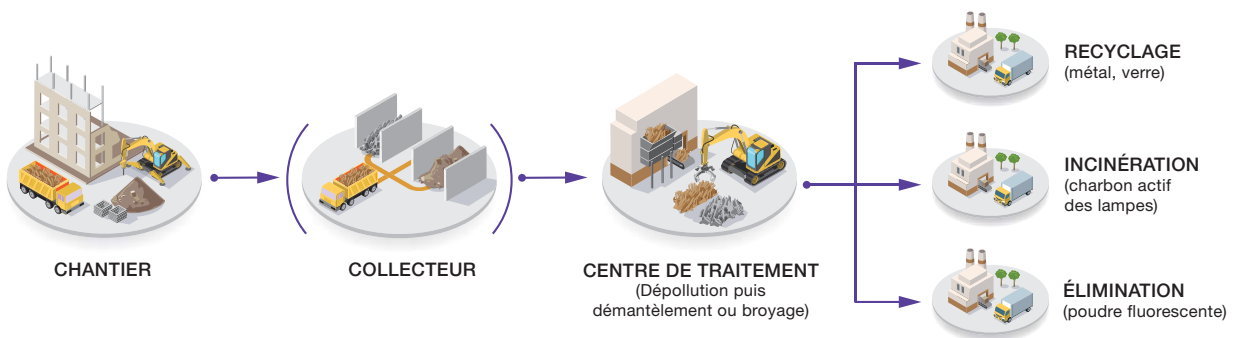 CHANTIER
COLLECTEUR
CENTRE DE TRAITEMENT
(Dépollution puis
démantèlement ou broyage)
RECYCLAGE
(métal, verre)
INCINÉRATION
(charbon actif
des lampes)
ÉLIMINATION
(poudre fluorescente)